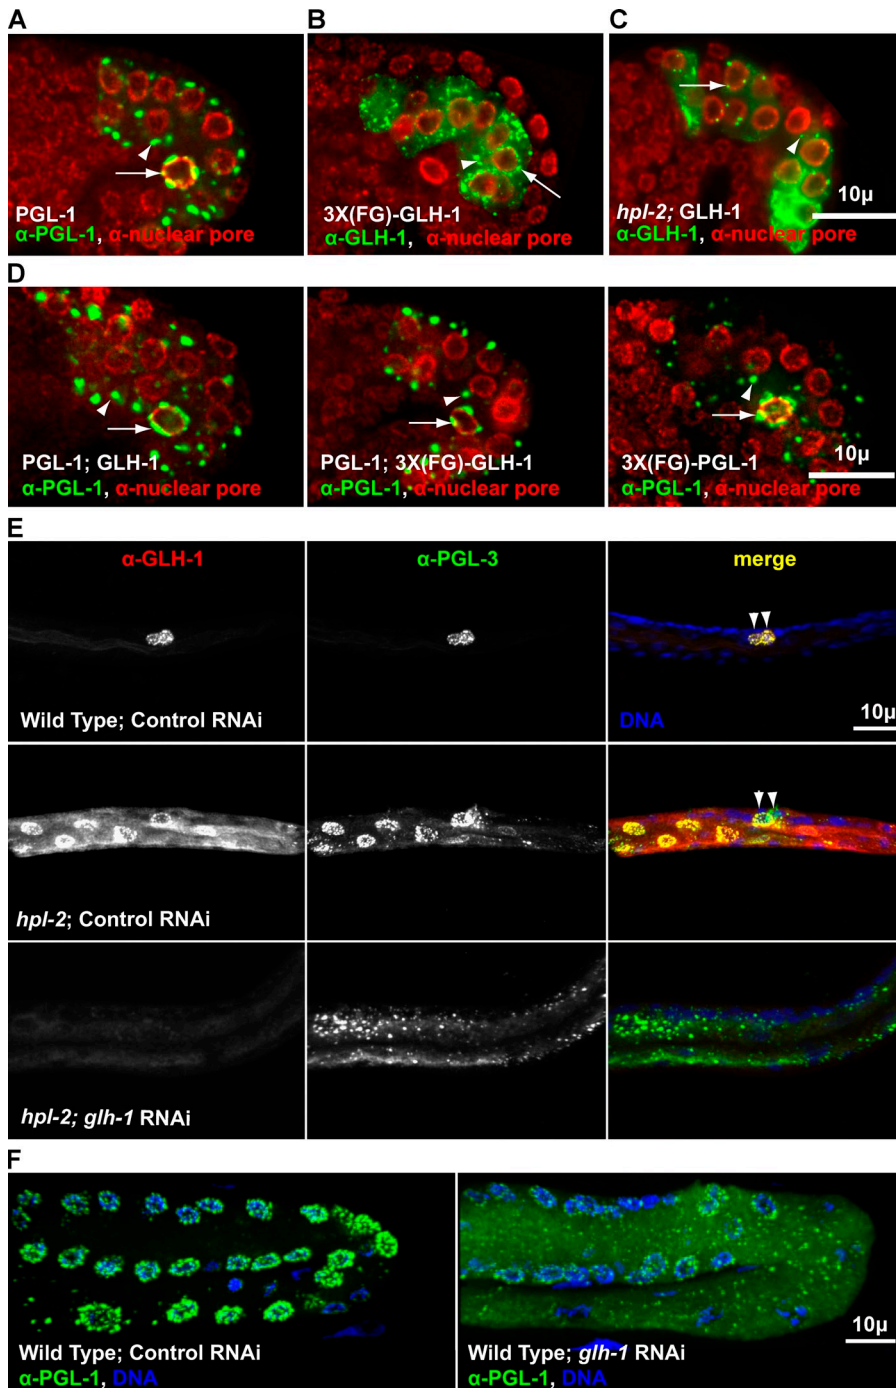 A
B
C
PGL-1
α-PGL-1, α-nuclear pore
3X(FG)-GLH-1
α-GLH-1, α-nuclear pore
10µ
hpl-2; GLH-1
α-GLH-1, α-nuclear pore
D
PGL-1; GLH-1
α-PGL-1, α-nuclear pore
PGL-1; 3X(FG)-GLH-1
α-PGL-1, α-nuclear pore
10µ
3X(FG)-PGL-1
α-PGL-1, α-nuclear pore
E
α-GLH-1
α-PGL-3
merge
Wild Type; Control RNAi
DNA
10µ
hpl-2; Control RNAi
hpl-2; glh-1 RNAi
F
Wild Type; Control RNAi
α-PGL-1, DNA
Wild Type; glh-1 RNAi
α-PGL-1, DNA
10µ